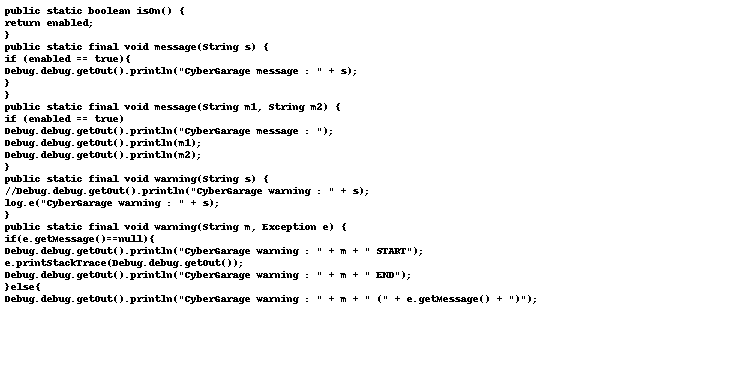 public static boolean isOn() {
return enabled;
}
public static final void message(String s) {
if (enabled == true){
Debug.debug.getOut().println("CyberGarage message : " + s);
}
}
public static final void message(String m1, String m2) {
if (enabled == true)
Debug.debug.getOut().println("CyberGarage message : ");
Debug.debug.getOut().println(m1);
Debug.debug.getOut().println(m2);
}
public static final void warning(String s) {
//Debug.debug.getOut().println("CyberGarage warning : " + s);
log.e("CyberGarage warning : " + s);
}
public static final void warning(String m, Exception e) {
if(e.getMessage()==null){
Debug.debug.getOut().println("CyberGarage warning : " + m + " START");
e.printStackTrace(Debug.debug.getOut());
Debug.debug.getOut().println("CyberGarage warning : " + m + " END");
}else{
Debug.debug.getOut().println("CyberGarage warning : " + m + " (" + e.getMessage() + ")");